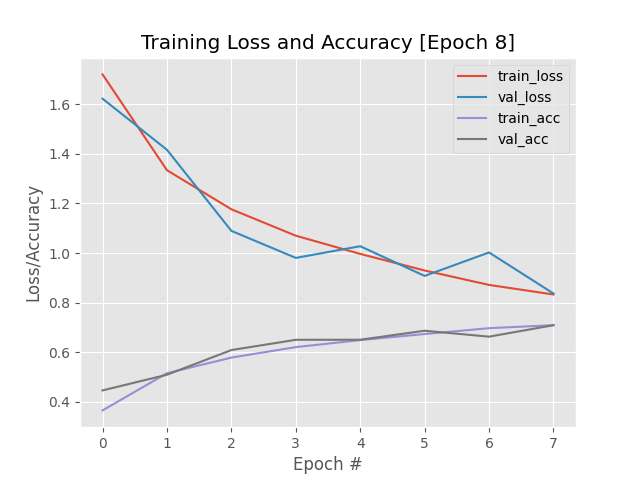 Training Loss and Accuracy [Epoch 8]
train_loss
val_loss
train_acc
val_acc
Loss/Accuracy
1.6
1.4
1.2
1.0
0.8
0.6
0.4
0 1 2 3 4 5 6 7
Epoch #